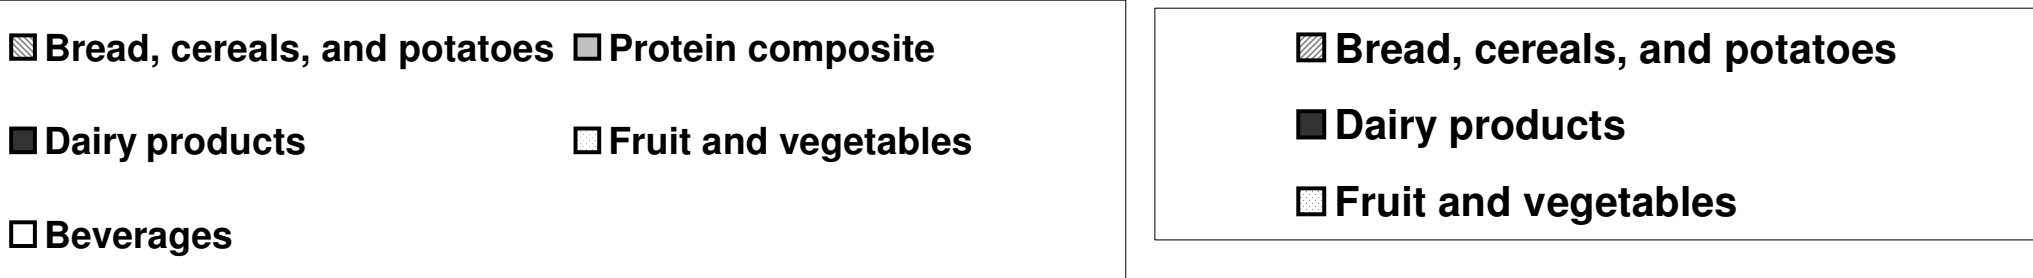 Bread, cereals, and potatoes Protein composite
Dairy products Fruit and vegetables
Beverages
Bread, cereals, and potatoes
Dairy products
Fruit and vegetables